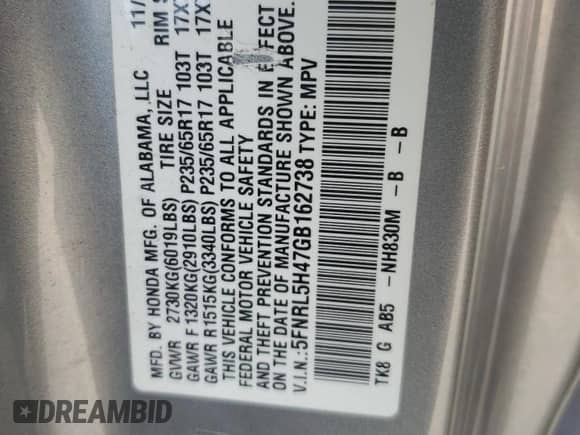 MFD. BY HONDA MFG. OF ALABAMA, LLC 11/
GVWR 2730KG(6019LBS) TIRE SIZE RIM S
GAWR F 1320KG(2910LBS) P235/65R17 103T 17X
GAWR R1515KG(3340LBS) P235/65R17 103T 17X
THIS VEHICLE CONFORMS TO ALL APPLICABLE
FEDERAL MOTOR VEHICLE SAFETY
AND THEFT PREVENTION STANDARDS IN EFFECT
ON THE DATE OF MANUFACTURE SHOWN ABOVE.
V.I.N.:5FNRL5H47GB162738 TYPE: MPV
TK8 G AB5 -NH830M -B -B
DREAMBID